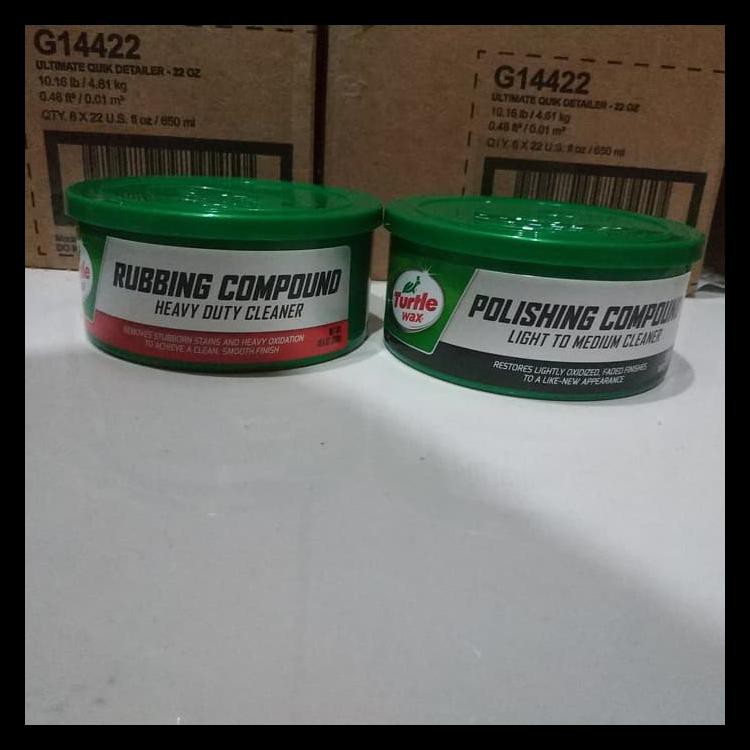 G14422
ULTIMATE QUIK DETAILER - 22 OZ
10.16 lb / 4.61 kg
0.46 ft³ / 0.01 m³
QTY. 6 X 22 U.S. fl oz / 650 ml
G14422
ULTIMATE QUIK DETAILER - 22 OZ
10.16 lb / 4.61 kg
0.46 ft³ / 0.01 m³
QTY. 6 X 22 U.S. fl oz / 650 ml
RUBBING COMPOUND
HEAVY DUTY CLEANER
REMOVES STUBBORN STAINS AND HEAVY OXIDATION
TO ACHIEVE A CLEAN, SMOOTH FINISH
NET WT.
Turtle
WAX
POLISHING COMPOUND
LIGHT TO MEDIUM CLEANER
RESTORES LIGHTLY OXIDIZED, FADED FINISHES
TO A LIKE-NEW APPEARANCE